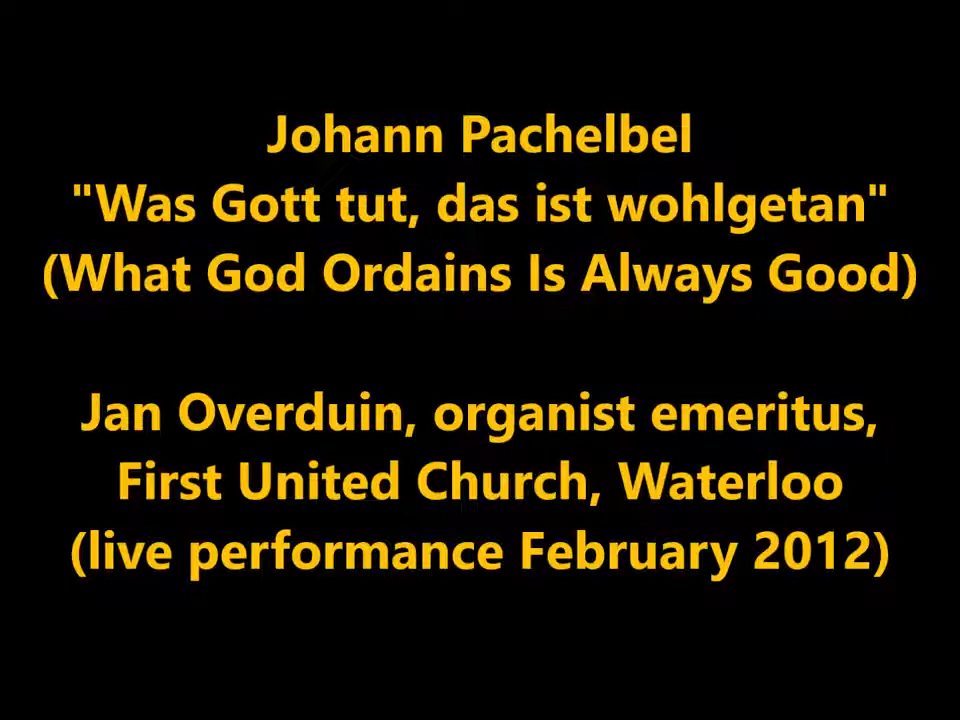 Johann Pachelbel
"Was Gott tut, das ist wohlgetan"
(What God Ordains Is Always Good)
Jan Overduin, organist emeritus,
First United Church, Waterloo
(live performance February 2012)